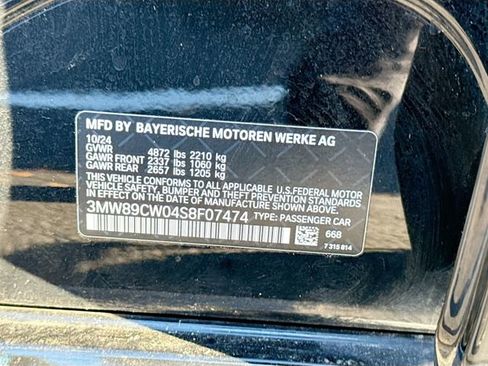 MFD BY BAYERISCHE MOTOREN WERKE AG
10/24
GVWR 4872 lbs 2210 kg
GAWR FRONT 2337 lbs 1060 kg
GAWR REAR 2657 lbs 1205 kg
THIS VEHICLE CONFORMS TO ALL APPLICABLE U.S.FEDERAL MOTOR
VEHICLE SAFETY, BUMPER, AND THEFT PREVENTION STANDARDS
IN EFFECT ON THE DATE OF MANUFACTURE SHOWN ABOVE.
3MW89CW04S8F07474 TYPE: PASSENGER CAR
668
7 315 814